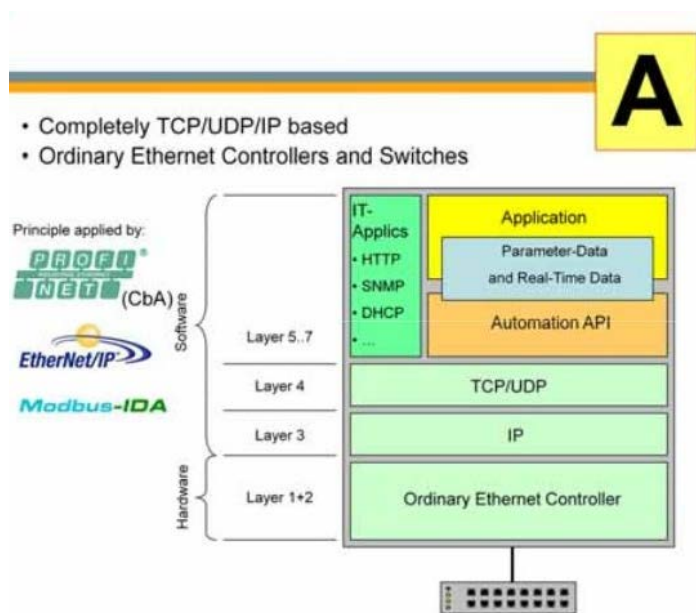 A
• Completely TCP/UDP/IP based
• Ordinary Ethernet Controllers and Switches
Principle applied by:
PROFI®
INDUSTRIAL ETHERNET
NET
(CbA)
EtherNet/IP
Modbus-IDA
Software
Hardware
Layer 5..7
Layer 4
Layer 3
Layer 1+2
IT-
Applics
• HTTP
• SNMP
• DHCP
• ...
Application
Parameter-Data
and Real-Time Data
Automation API
TCP/UDP
IP
Ordinary Ethernet Controller